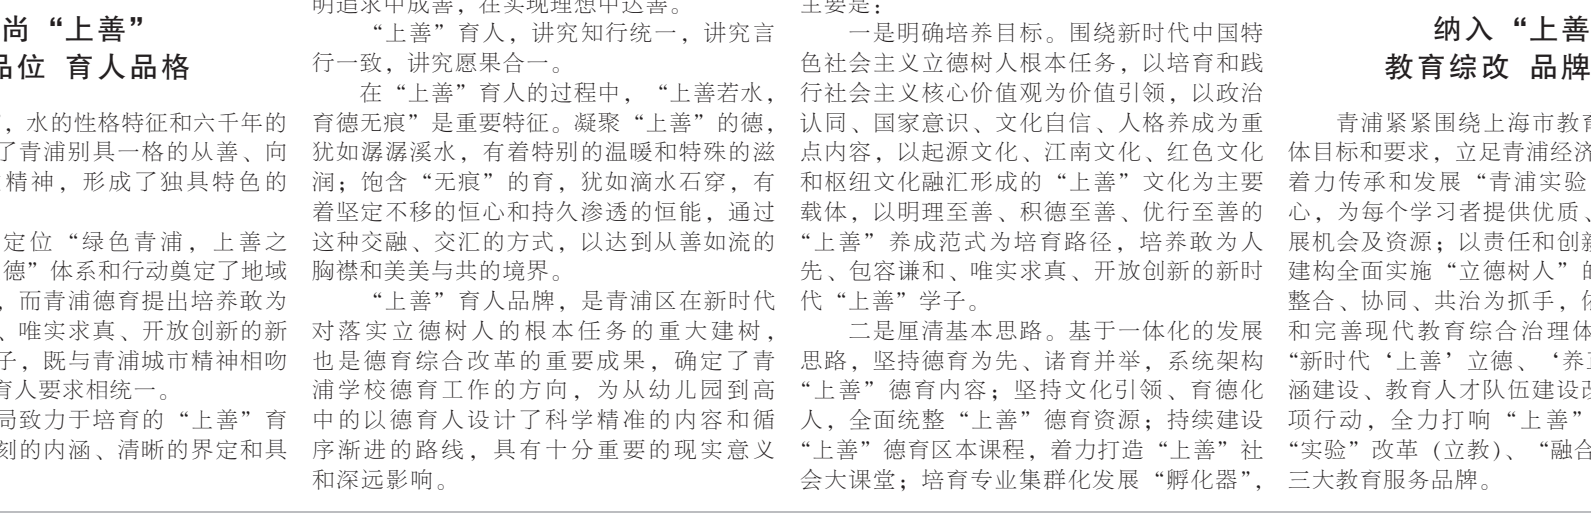 尚“上善”
品位 育人品格
，水的性格特征和六千年的
了青浦别具一格的从善、向
精神，形成了独具特色的
定位“绿色青浦，上善之
德”体系和行动奠定了地域
，而青浦德育提出培养敢为
、唯实求真、开放创新的新
子，既与青浦城市精神相吻
育人要求相统一。
局致力于培育的“上善”育
刻的内涵、清晰的界定和具
明追求中成善，在实现理想中达善。
“上善”育人，讲究知行统一，讲究言
行一致，讲究愿果合一。
在“上善”育人的过程中，“上善若水，
育德无痕”是重要特征。凝聚“上善”的德，
犹如潺潺溪水，有着特别的温暖和特殊的滋
润；饱含“无痕”的育，犹如滴水石穿，有
着坚定不移的恒心和持久渗透的恒能，通过
这种交融、交汇的方式，以达到从善如流的
胸襟和美美与共的境界。
“上善”育人品牌，是青浦区在新时代
对落实立德树人的根本任务的重大建树，
也是德育综合改革的重要成果，确定了青
浦学校德育工作的方向，为从幼儿园到高
中的以德育人设计了科学精准的内容和循
序渐进的路线，具有十分重要的现实意义
和深远影响。
主要是：
一是明确培养目标。围绕新时代中国特
色社会主义立德树人根本任务，以培育和践
行社会主义核心价值观为价值引领，以政治
认同、国家意识、文化自信、人格养成为重
点内容，以起源文化、江南文化、红色文化
和枢纽文化融汇形成的“上善”文化为主要
载体，以明理至善、积德至善、优行至善的
“上善”养成范式为培育路径，培养敢为人
先、包容谦和、唯实求真、开放创新的新时
代“上善”学子。
二是厘清基本思路。基于一体化的发展
思路，坚持德育为先、诸育并举，系统架构
“上善”德育内容；坚持文化引领、育德化
人，全面统整“上善”德育资源；持续建设
“上善”德育区本课程，着力打造“上善”社
会大课堂；培育专业集群化发展“孵化器”，
纳入“上善
教育综改 品牌
青浦紧紧围绕上海市教育
体目标和要求，立足青浦经济
着力传承和发展“青浦实验
心，为每个学习者提供优质、
展机会及资源；以责任和创新
建构全面实施“立德树人”的
整合、协同、共治为抓手，
和完善现代教育综合治理体
“新时代‘上善’立德、‘养
涵建设、教育人才队伍建设改
项行动，全力打响“上善”
“实验”改革（立教）、“融合
三大教育服务品牌。